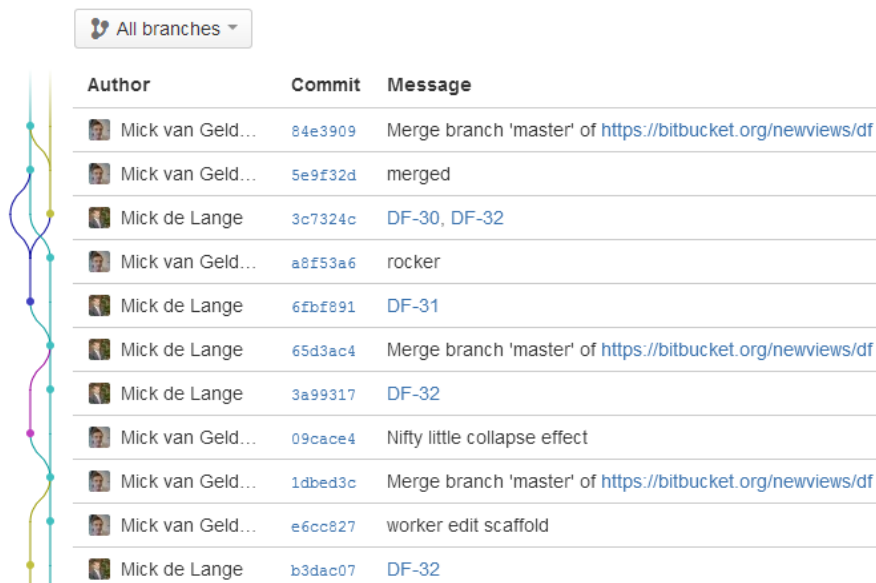 All branches
Author Commit Message
Mick van Geld... 84e3909 Merge branch 'master' of https://bitbucket.org/newviews/df
Mick van Geld... 5e9f32d merged
Mick de Lange 3c7324c DF-30, DF-32
Mick van Geld... a8f53a6 rocker
Mick de Lange 6fbf891 DF-31
Mick de Lange 65d3ac4 Merge branch 'master' of https://bitbucket.org/newviews/df
Mick de Lange 3a99317 DF-32
Mick van Geld... 09cace4 Nifty little collapse effect
Mick van Geld... 1dbed3c Merge branch 'master' of https://bitbucket.org/newviews/df
Mick van Geld... e6cc827 worker edit scaffold
Mick de Lange b3dac07 DF-32